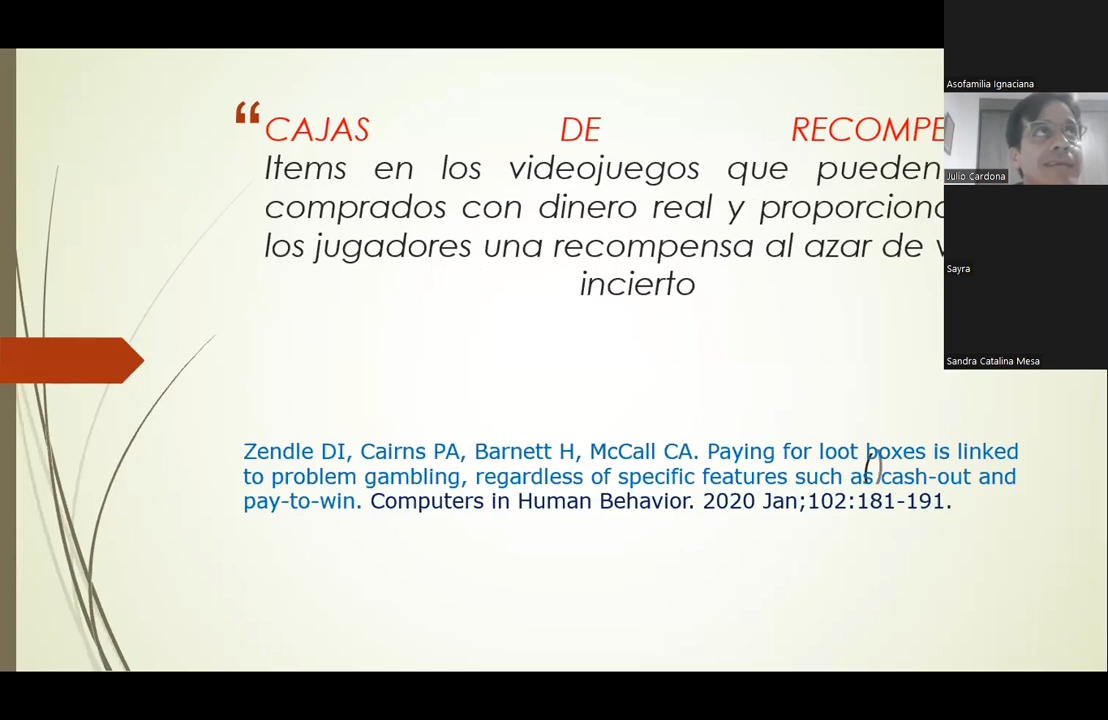 “ CAJAS DE
Items en los videojuegos que pueden
comprados con dinero real y
los jugadores una recompensa al azar de
incierto
Zendle DI, Cairns PA, Barnett H, McCall CA. Paying for loot boxes is linked
to problem gambling, regardless of specific features such as cash-out and
pay-to-win. Computers in Human Behavior. 2020 Jan;102:181-191.
Asofamilia Ignaciana
Julio Cardona
Sayra
Sandra Catalina Mesa